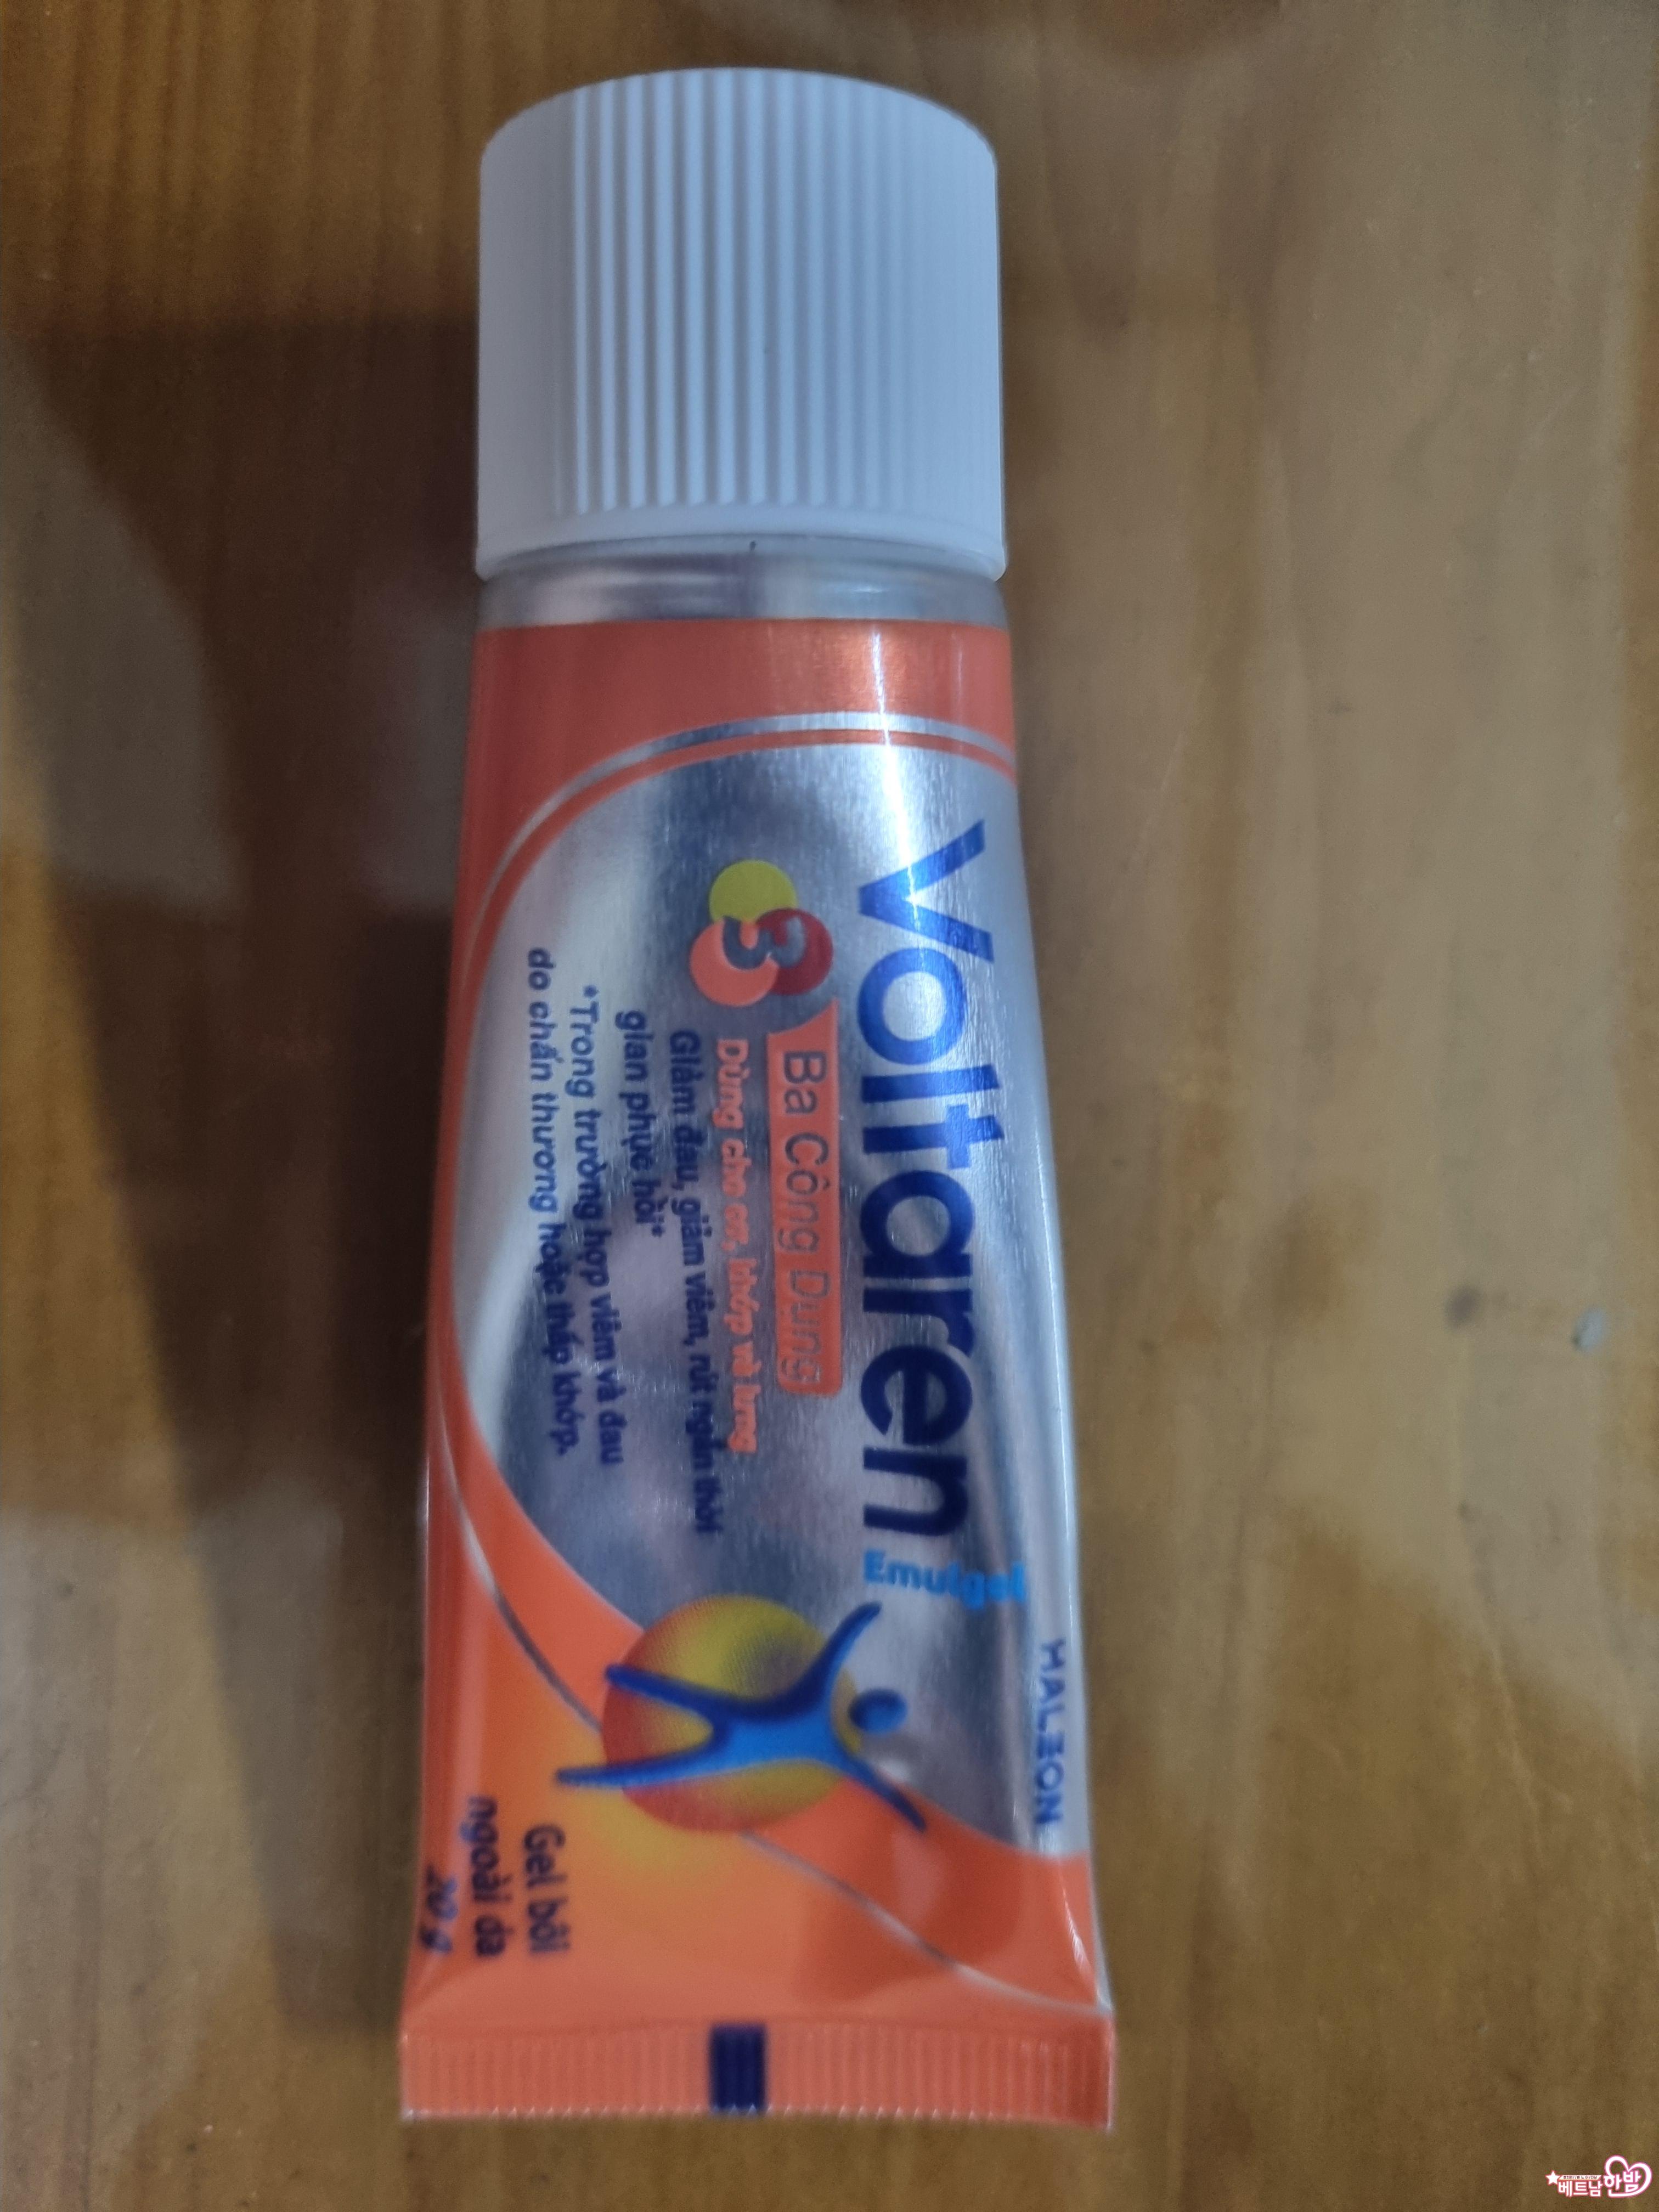 HALEON
Voltaren
Emulgel
3
Ba Công Dụng
Dùng cho cơ, khớp và lưng
Giảm đau, giảm viêm, rút ngắn thời
gian phục hồi*
*Trong trường hợp viêm và đau
do chấn thương hoặc thấp khớp.
Gel bôi
ngoài da
20 g
베트남한밤